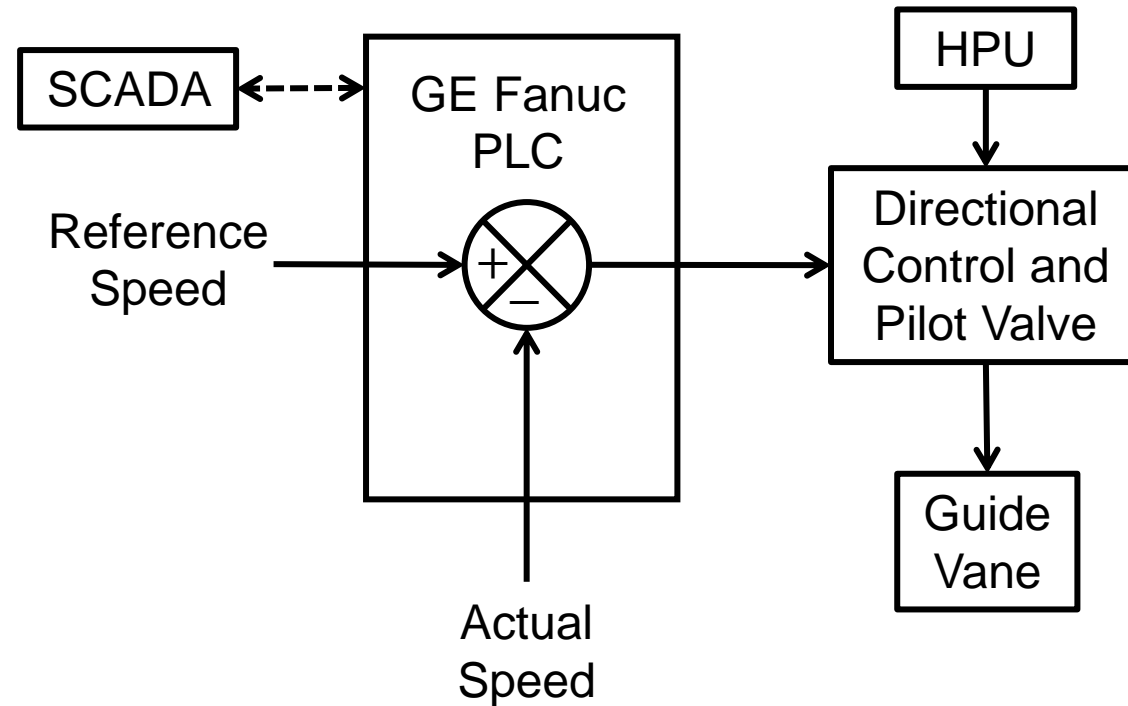 SCADA
GE Fanuc
PLC
HPU
Reference
Speed
+
−
Directional
Control and
Pilot Valve
Guide
Vane
Actual
Speed